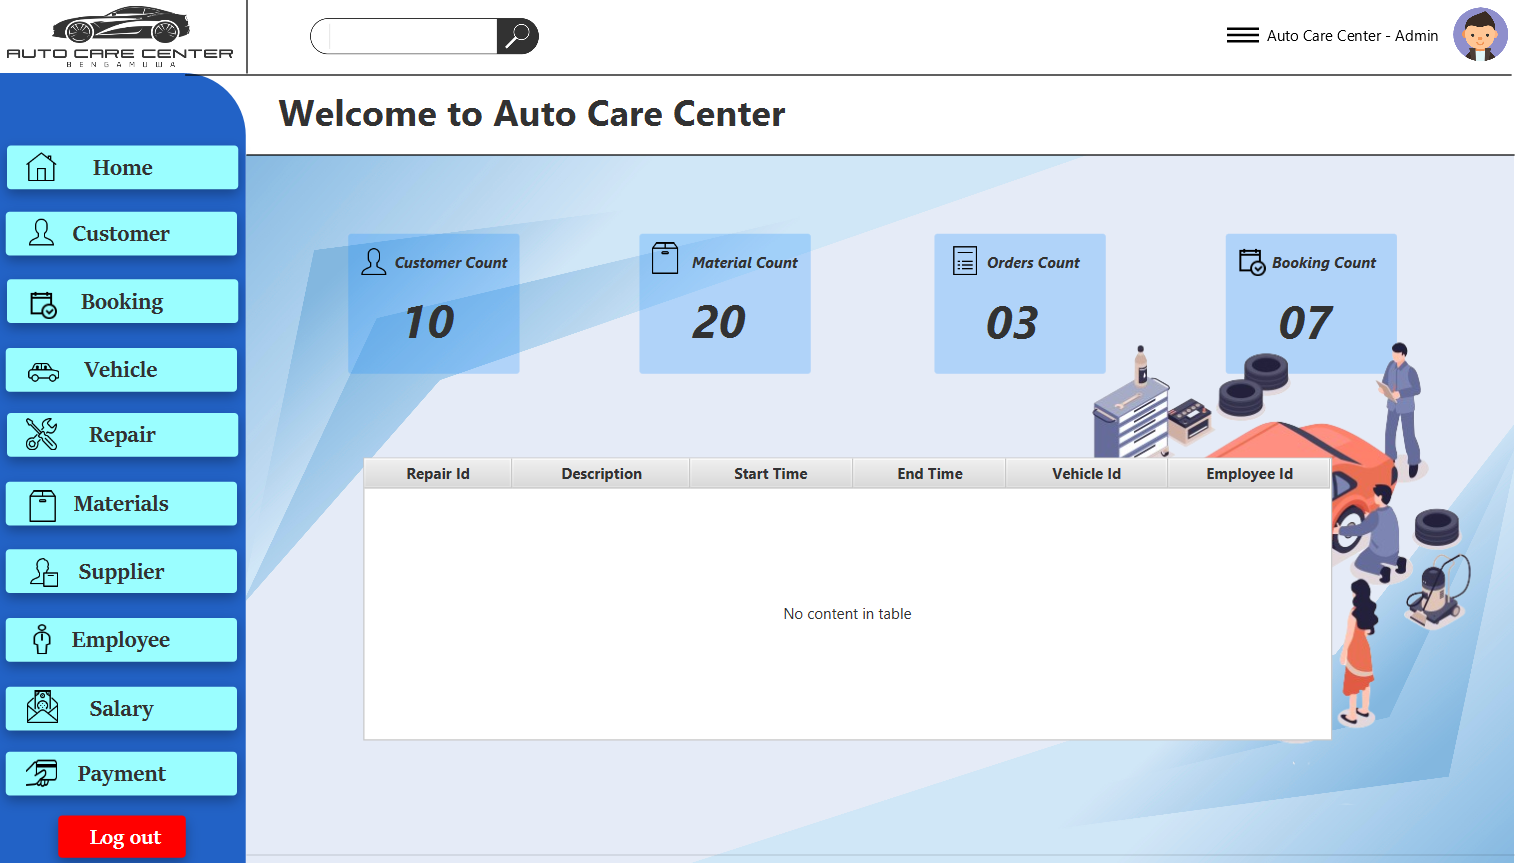 AUTO CARE CENTER
BENGAMUWA
Auto Care Center - Admin
Welcome to Auto Care Center
Home
Customer
Booking
Vehicle
Repair
Materials
Supplier
Employee
Salary
Payment
Log out
Customer Count
10
Material Count
20
Orders Count
03
Booking Count
07
Repair Id Description Start Time End Time Vehicle Id Employee Id
No content in table